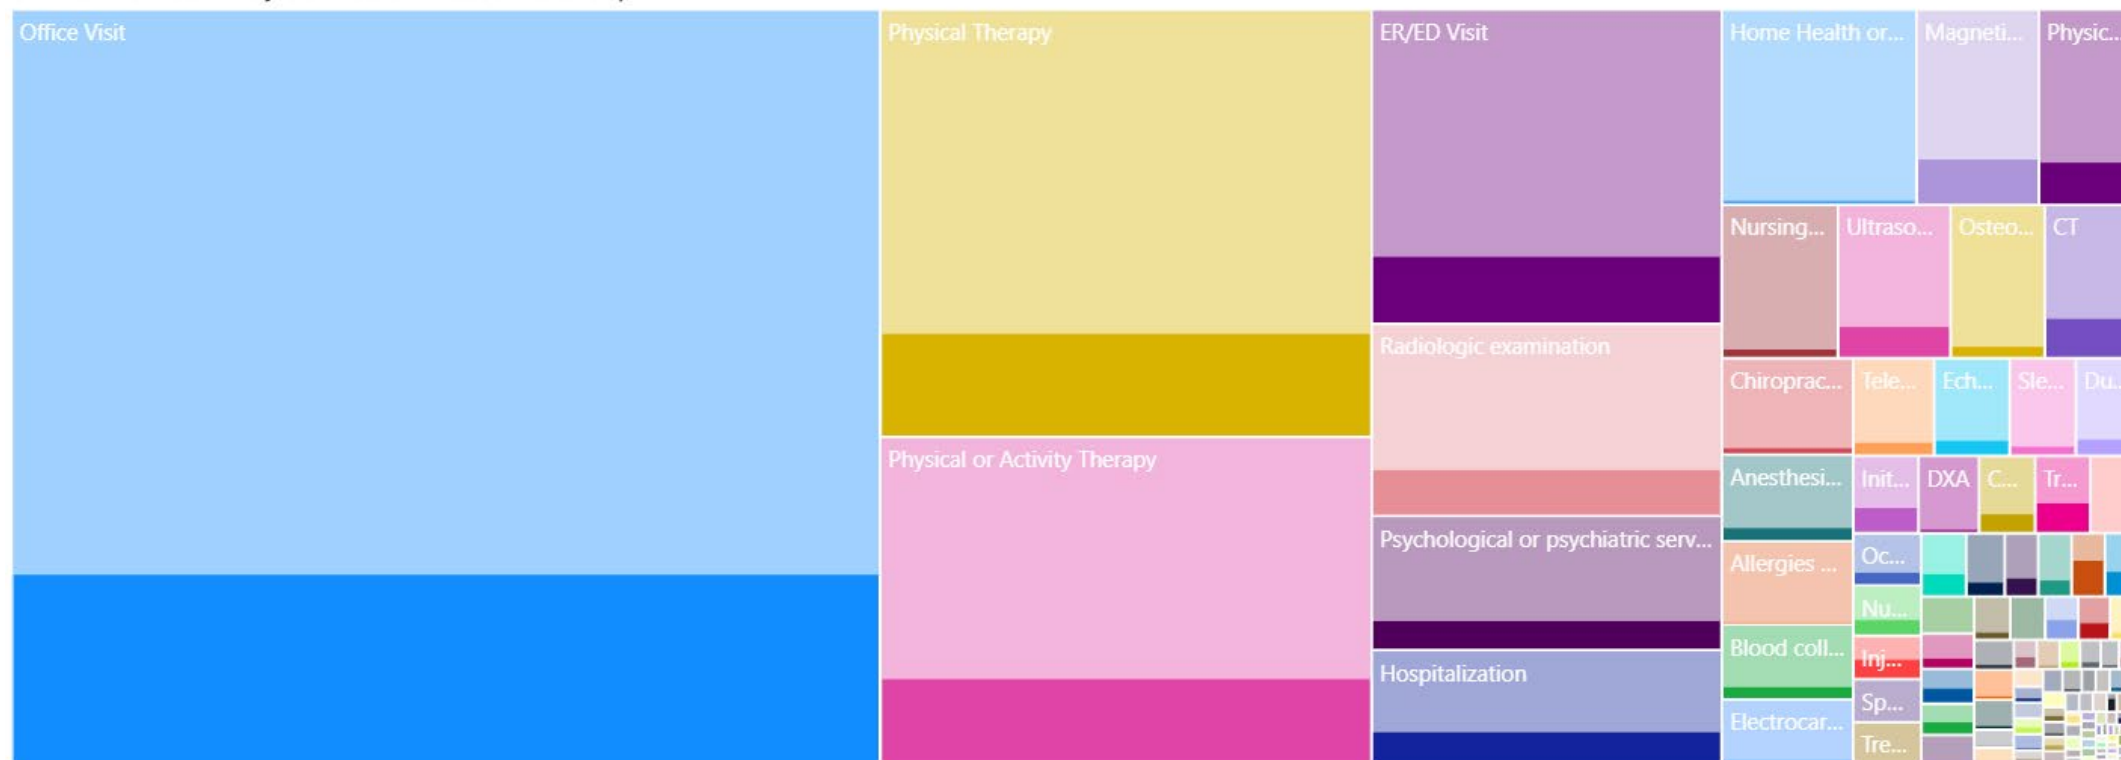 Office Visit
Physical Therapy
ER/ED Visit
Home Health or...
Magneti...
Physic...
Nursing...
Ultraso...
Osteo...
CT
Radiologic examination
Chiroprac...
Tele...
Ech...
Sle...
Du...
Physical or Activity Therapy
Anesthesi...
Init...
DXA
C...
Tr...
Psychological or psychiatric serv...
Allergies ...
Oc...
Nu...
Blood coll...
Inj...
Hospitalization
Sp...
Electrocar...
Tre...